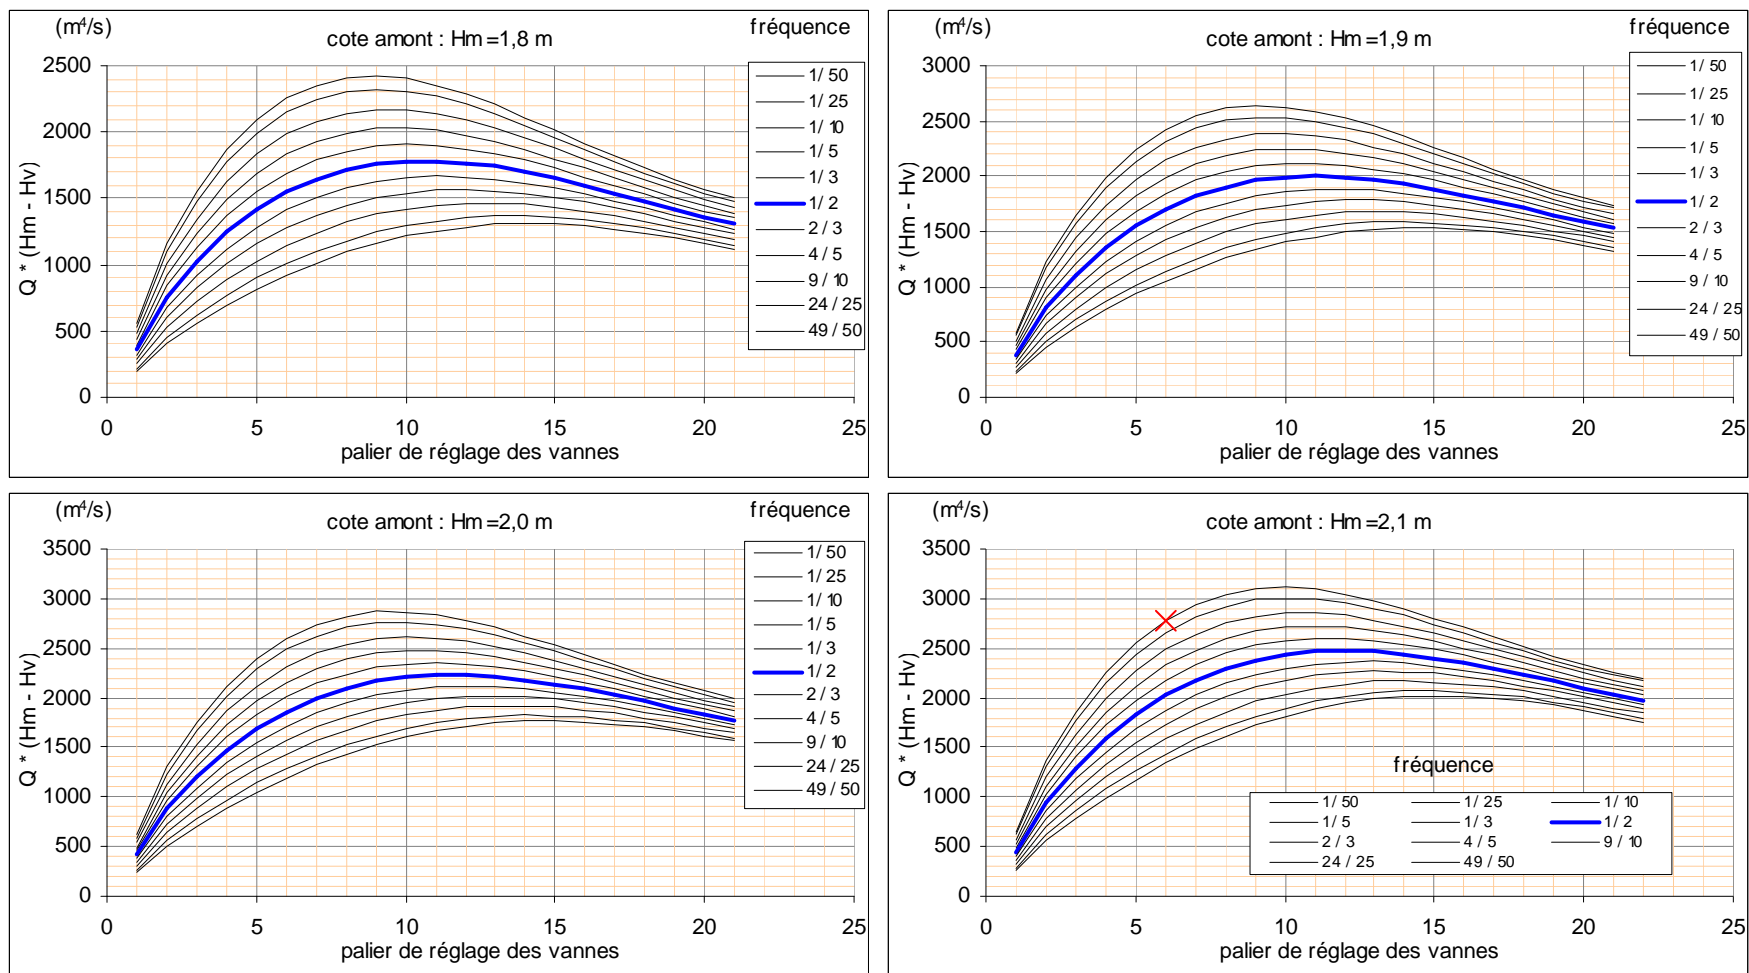 (m⁴/s)
cote amont : Hm =1,8 m
fréquence
Q * (Hm - Hv)
2500
2000
1500
1000
500
0
0
5
10
15
20
25
palier de réglage des vannes
1/ 50
1/ 25
1/ 10
1/ 5
1/ 3
1/ 2
2 / 3
4 / 5
9 / 10
24 / 25
49 / 50
(m⁴/s)
cote amont : Hm =1,9 m
fréquence
Q * (Hm - Hv)
3000
2500
2000
1500
1000
500
0
0
5
10
15
20
25
palier de réglage des vannes
1/ 50
1/ 25
1/ 10
1/ 5
1/ 3
1/ 2
2 / 3
4 / 5
9 / 10
24 / 25
49 / 50
(m⁴/s)
cote amont : Hm =2,0 m
fréquence
Q * (Hm - Hv)
3500
3000
2500
2000
1500
1000
500
0
0
5
10
15
20
25
palier de réglage des vannes
1/ 50
1/ 25
1/ 10
1/ 5
1/ 3
1/ 2
2 / 3
4 / 5
9 / 10
24 / 25
49 / 50
(m⁴/s)
cote amont : Hm =2,1 m
Q * (Hm - Hv)
3500
3000
2500
2000
1500
1000
500
0
0
5
10
15
20
25
palier de réglage des vannes
fréquence
1/ 50 1/ 25 1/ 10
1/ 5 1/ 3 1/ 2
2 / 3 4 / 5 9 / 10
24 / 25 49 / 50